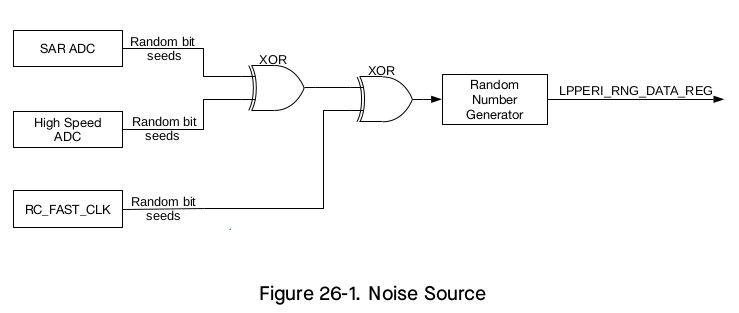 SAR ADC
Random bit
seeds
XOR
XOR
High Speed
ADC
Random bit
seeds
Random
Number
Generator
LPPERI_RNG_DATA_REG
RC_FAST_CLK
Random bit
seeds
Figure 26-1. Noise Source